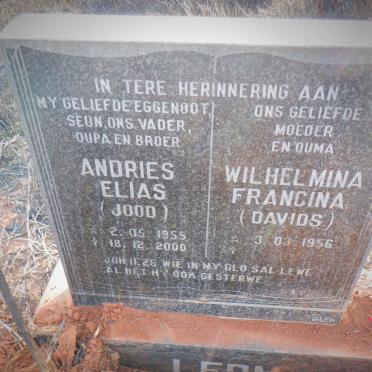 IN TERE HERINNERING AAN
MY GELIEFDE EGGENOOT,
SEUN, ONS VADER,
OUPA EN BROER
ANDRIES
ELIAS
(JOOD)
* 2.05.1955
† 18.12.2000
ONS GELIEFDE
MOEDER
EN OUMA
WILHELMINA
FRANCINA
(DAVIDS)
* 3.03.1956
†
JOH 11:25 WIE IN MY GLO SAL LEWE
AL HET HY OOK GESTERWE